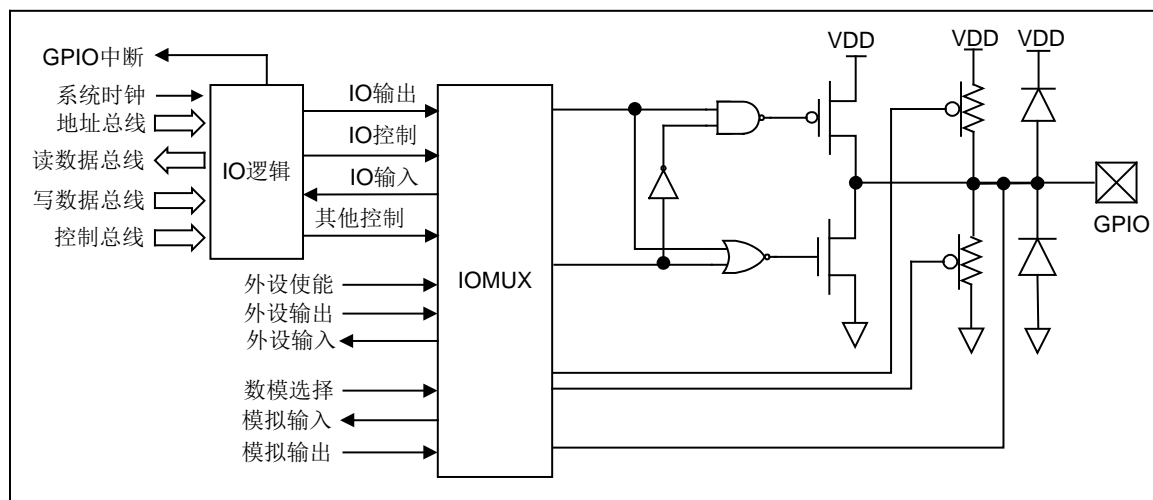 GPIO中断
系统时钟
地址总线
读数据总线
写数据总线
控制总线
IO逻辑
IO输出
IO控制
IO输入
其他控制
外设使能
外设输出
外设输入
数模选择
模拟输入
模拟输出
IOMUX
VDD
VDD
VDD
GPIO